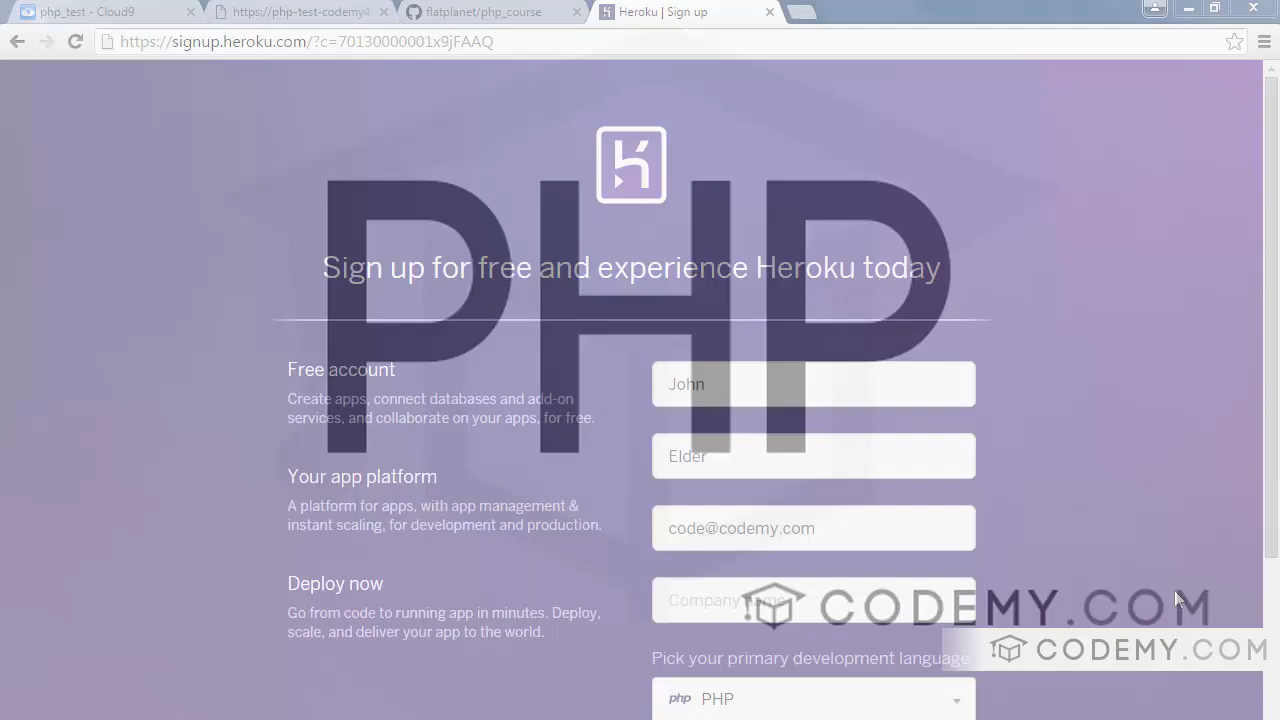 php_test - Cloud9
https://php-test-codemy4
flatplanet/php_course
Heroku | Sign up
https://signup.heroku.com/?c=70130000001x9jFAAQ
PHP
Sign up for free and experience Heroku today
Free account
Create apps, connect databases and add-on
services, and collaborate on your apps, for free.
Your app platform
A platform for apps, with app management &
instant scaling, for development and production.
Deploy now
Go from code to running app in minutes. Deploy,
scale, and deliver your app to the world.
John
Elder
code@codemy.com
Company name
CODEMY.COM
CODEMY.COM
Pick your primary development language
php PHP